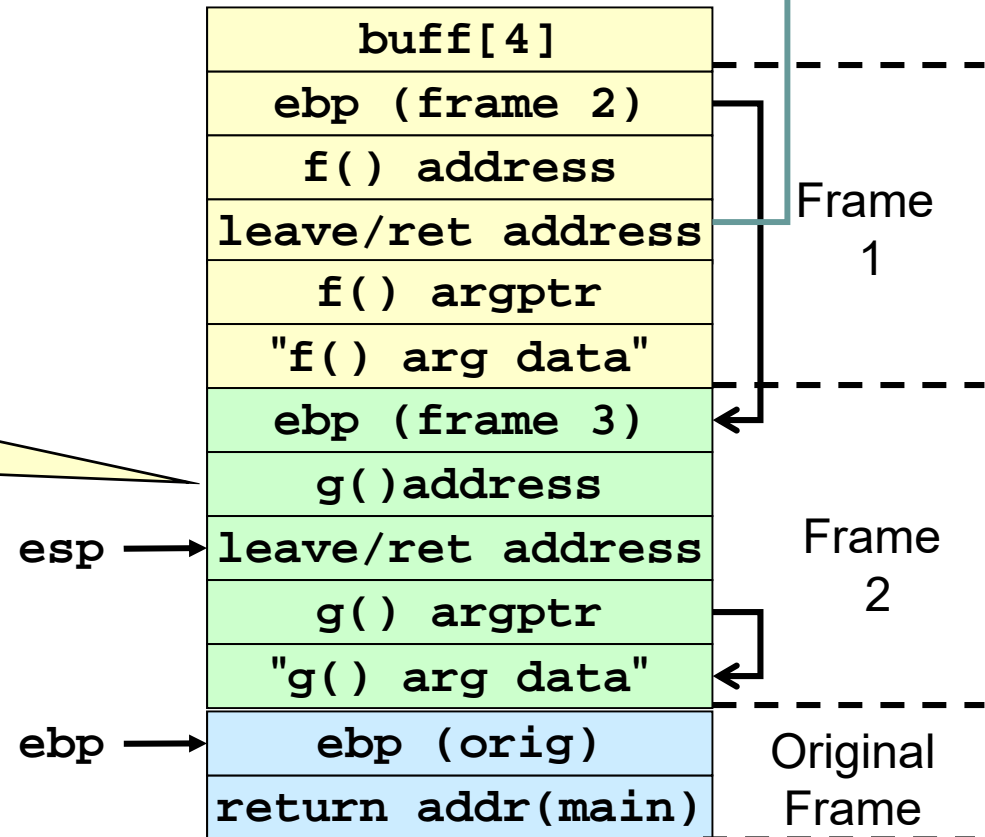 buff[4]
ebp (frame 2)
f() address
leave/ret address
f() argptr
"f() arg data"
Frame
1
ebp (frame 3)
g()address
esp
leave/ret address
g() argptr
"g() arg data"
Frame
2
ebp
ebp (orig)
return addr(main)
Original
Frame